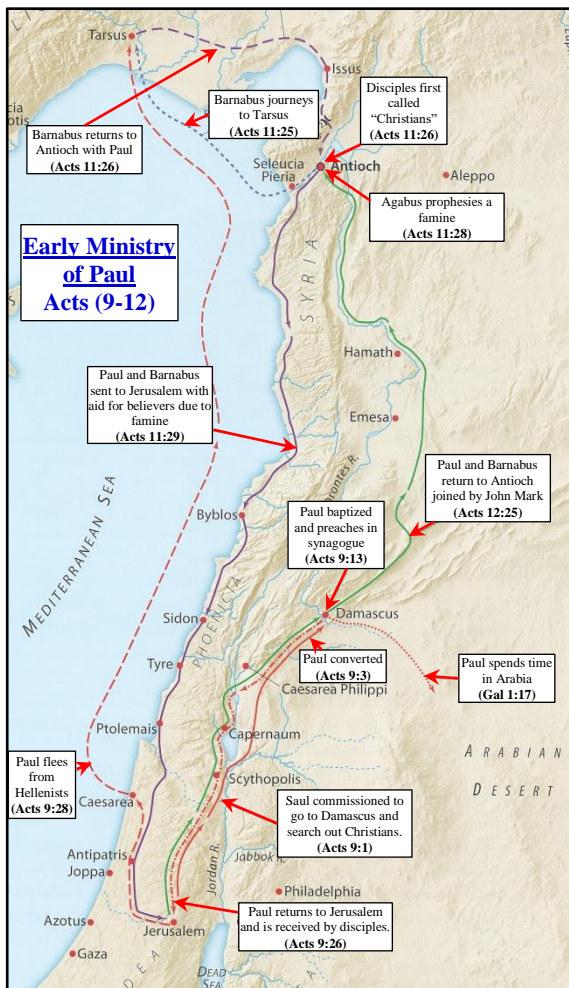 Tarsus
Issus
Barnabus journeys
to Tarsus
(Acts 11:25)
Disciples first
called
“Christians”
(Acts 11:26)
Barnabus returns to
Antioch with Paul
(Acts 11:26)
Seleucia
Pieria
Antioch
Aleppo
Agabus prophesies a
famine
(Acts 11:28)
Early Ministry
of Paul
Acts (9-12)
SYRIA
Hamath
Paul and Barnabus
sent to Jerusalem with
aid for believers due to
famine
(Acts 11:29)
Emesa
Paul and Barnabus
return to Antioch
joined by John Mark
(Acts 12:25)
MEDITERRANEAN SEA
Byblos
Paul baptized
and preaches in
synagogue
(Acts 9:13)
Sidon
PHOENICIA
Damascus
Paul converted
(Acts 9:3)
Paul spends time
in Arabia
(Gal 1:17)
Tyre
Caesarea Philippi
Ptolemais
Capernaum
ARABIAN
DESERT
Paul flees
from
Hellenists
(Acts 9:28)
Scythopolis
Caesarea
Saul commissioned to
go to Damascus and
search out Christians.
(Acts 9:1)
Antipatris
Joppa
Jordan R.
Jabbok
Philadelphia
Paul returns to Jerusalem
and is received by disciples.
(Acts 9:26)
Azotus
Jerusalem
Gaza
DEAD
SEA